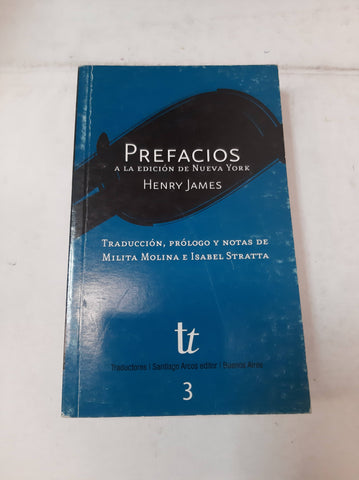 Prefacios
a la edición de Nueva York
Henry James
Traducción, prólogo y notas de
Milita Molina e Isabel Stratta
tt
Traductores | Santiago Arcos editor | Buenos Aires
3